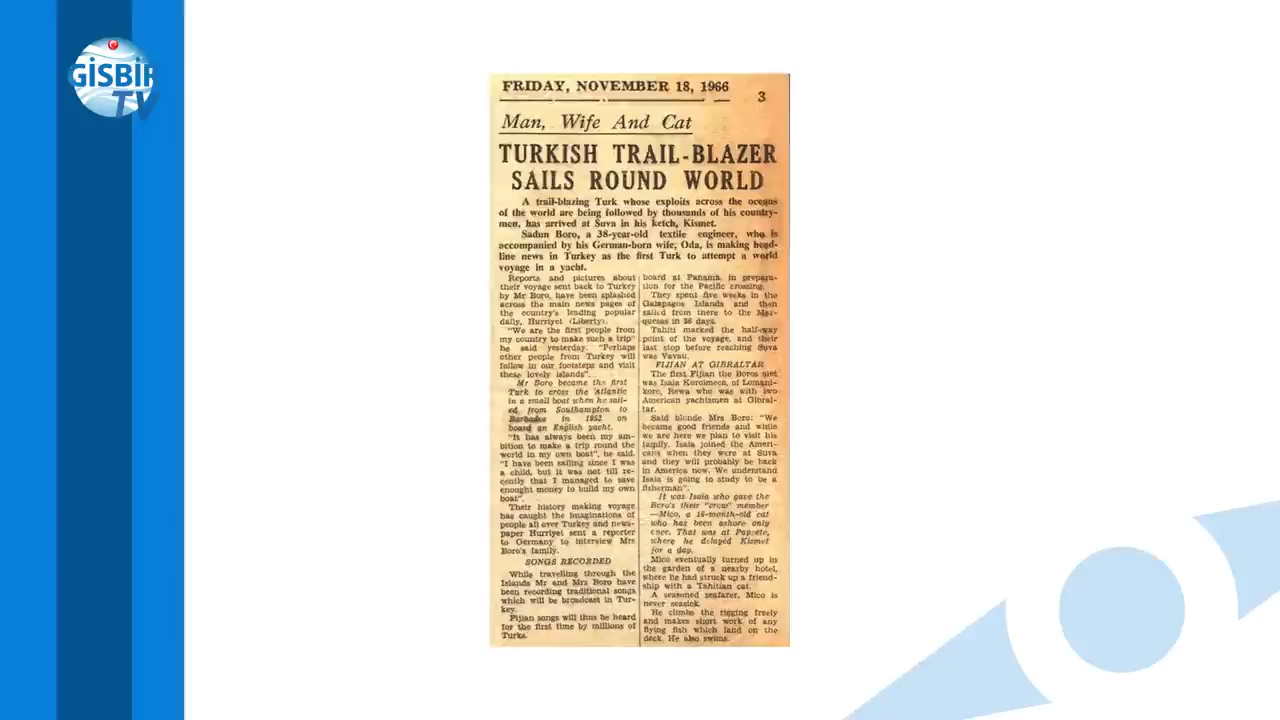 GİSBİR
TV
FRIDAY, NOVEMBER 18, 1966
3
Man, Wife And Cat
TURKISH TRAIL-BLAZER
SAILS ROUND WORLD
A trail-blazing Turk whose exploits across the oceans
of the world are being followed by thousands of his country-
men, has arrived at Suva in his ketch, Kismet.
Sadun Boro, a 38-year-old textile engineer, who is
accompanied by his German-born wife, Oda, is making head-
line news in Turkey as the first Turk to attempt a world
voyage in a yacht.
Reports and pictures about
their voyage sent back to Turkey
by Mr Boro, have been splashed
across the main news pages of
the country's leading popular
daily, Hurriyet (Liberty).
"We are the first people from
my country to make such a trip"
he said yesterday. "Perhaps
other people from Turkey will
follow in our footsteps and visit
these lovely islands".
Mr Boro became the first
Turk to cross the Atlantic
in a small boat when he sail-
ed from Southampton to
Barbados in 1952 on
board an English yacht.
"It has always been my am-
bition to make a trip round the
world in my own boat", he said.
"I have been sailing since I was
a child, but it was not till re-
cently that I managed to save
enought money to build my own
boat".
Their history making voyage
has caught the imaginations of
people all over Turkey and news-
paper Hurriyet sent a reporter
to Germany to interview Mrs
Boro's family.
SONGS RECORDED
While travelling through the
Islands Mr and Mrs Boro have
been recording traditional songs
which will be broadcast in Tur-
key.
Fijian songs will thus be heard
for the first time by millions of
Turks.
board at Panama, in prepara-
tion for the Pacific crossing.
They spent five weeks in the
Galapagos Islands and then
sailed from there to the Mar-
quesas in 36 days.
Tahiti marked the half-way
point of the voyage, and their
last stop before reaching Suva
was Vavau.
FIJIAN AT GIBRALTAR
The first Fijian the Boros met
was Isaia Koroimeca, of Lomani-
koro, Rewa who was with two
American yachtsmen at Gibral-
tar.
Said blonde Mrs Boro: "We
became good friends and while
we are here we plan to visit his
family. Isaia joined the Ameri-
cans when they were at Suva
and they will probably be back
in America now. We understand
Isaia is going to study to be a
fisherman".
It was Isaia who gave the
Boro's their "crew" member
—Mico, a 16-month-old cat
who has been ashore only
once. That was at Papeete,
where he delayed Kismet
for a day.
Mico eventually turned up in
the garden of a nearby hotel,
where he had struck up a friend-
ship with a Tahitian cat.
A seasoned seafarer, Mico is
never seasick.
He climbs the rigging freely
and makes short work of any
flying fish which land on the
deck. He also swims.